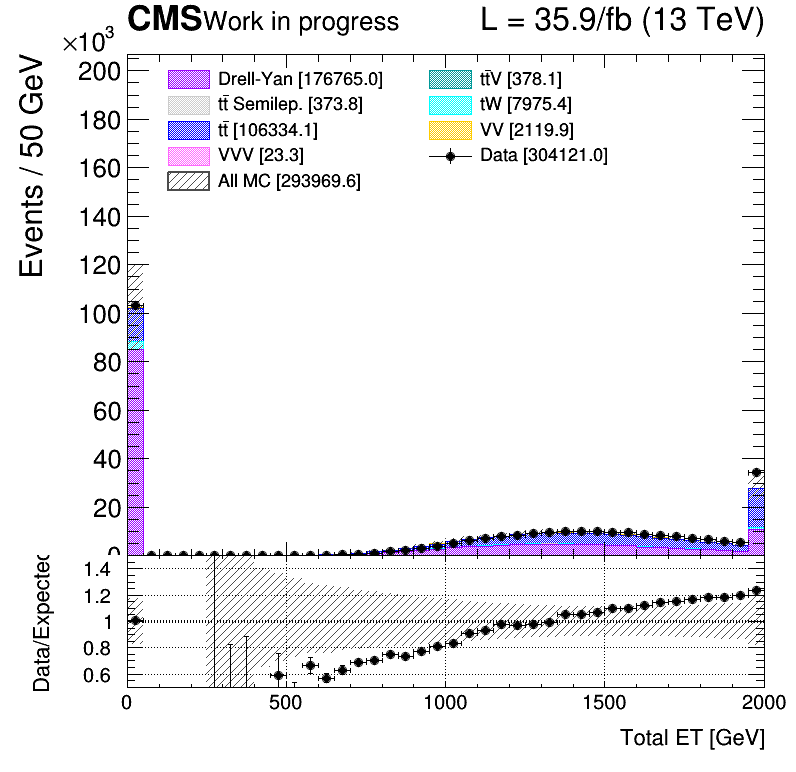 CMS Work in progress L = 35.9/fb (13 TeV)
×10³
Events / 50 GeV
200
180
160
140
120
100
80
60
40
20
0
Drell-Yan [176765.0]
tt̄ Semilep. [373.8]
tt̄ [106334.1]
VVV [23.3]
All MC [293969.6]
tt̄V [378.1]
tW [7975.4]
VV [2119.9]
Data [304121.0]
Data/Expected
1.4
1.2
1
0.8
0.6
0 500 1000 1500 2000
Total ET [GeV]